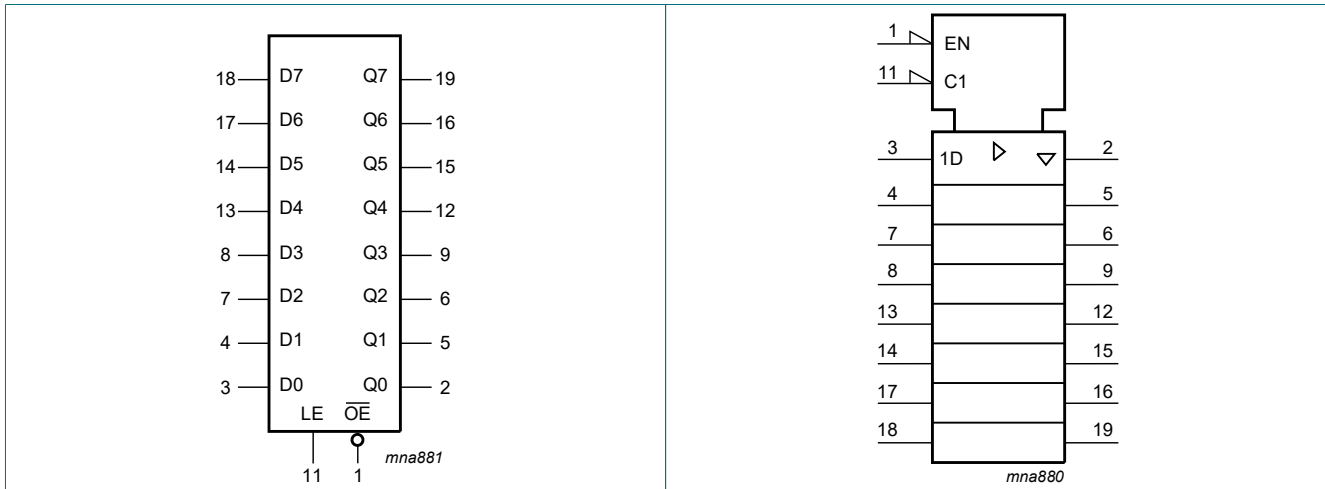 18 D7 Q7 19
17 D6 Q6 16
14 D5 Q5 15
13 D4 Q4 12
8 D3 Q3 9
7 D2 Q2 6
4 D1 Q1 5
3 D0 Q0 2
LE OE
11 1
mna881
1 EN
11 C1
3 1D 2
4 5
7 6
8 9
13 12
14 15
17 16
18 19
mna880